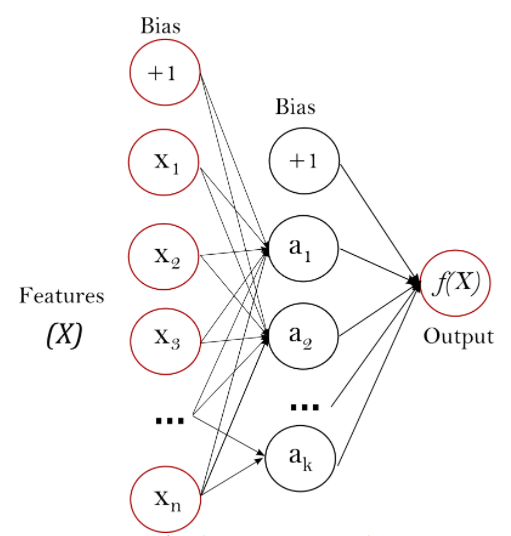 Bias
+1
x1
x2
x3
...
xn
Features
(X)
Bias
+1
a1
a2
...
ak
f(X)
Output